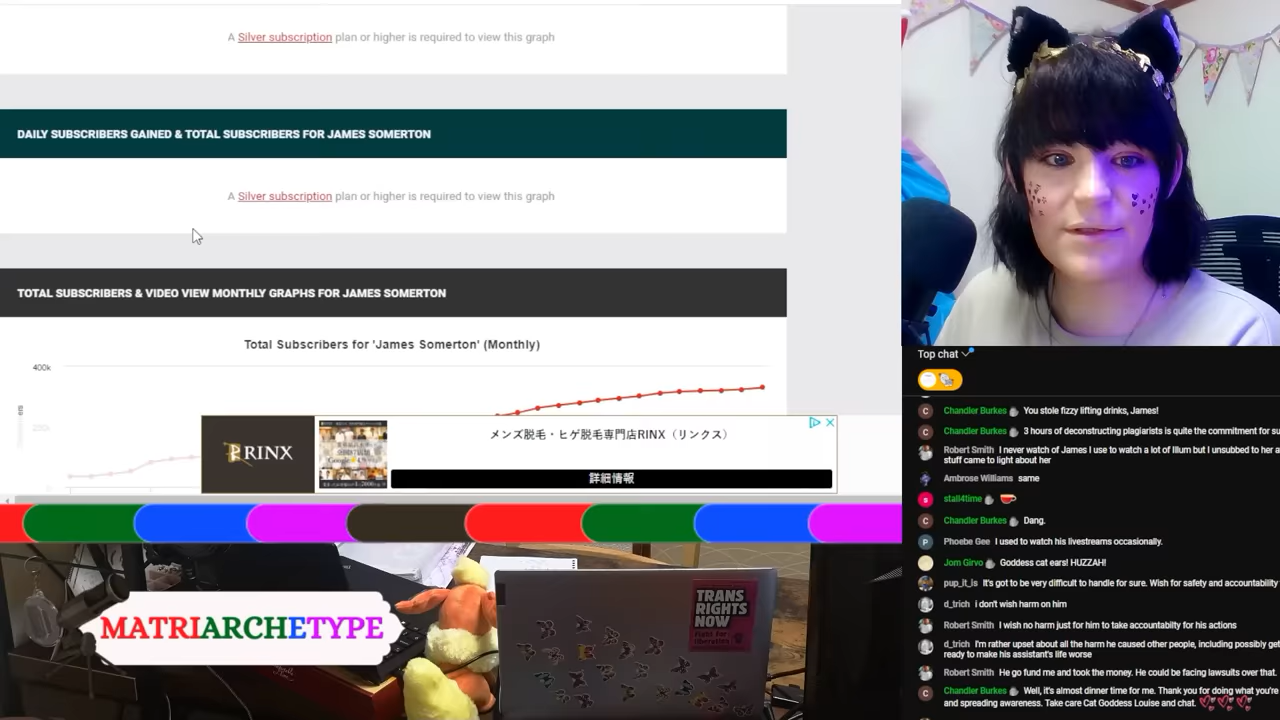 A Silver subscription plan or higher is required to view this graph
DAILY SUBSCRIBERS GAINED & TOTAL SUBSCRIBERS FOR JAMES SOMERTON
A Silver subscription plan or higher is required to view this graph
TOTAL SUBSCRIBERS & VIDEO VIEW MONTHLY GRAPHS FOR JAMES SOMERTON
Total Subscribers for 'James Somerton' (Monthly)
400k
200k
RINX
メンズ脱毛・ヒゲ脱毛専門店RINX（リンクス）
詳細情報
MATRIARCHETYPE
TRANS
RIGHTS
NOW
Top chat
Chandler Burkes You stole fizzy lifting drinks, James!
Chandler Burkes 3 hours of deconstructing plagiarists is quite the commitment for su
Robert Smith I never watch of James I use to watch a lot of Illum but I unsubbed to her a
stuff came to light about her
Ambrose Williams same
stall4time
Chandler Burkes Dang.
Phoebe Gee I used to watch his livestreams occasionally.
Jom Girvo Goddess cat ears! HUZZAH!
pup_it_is It's got to be very difficult to handle for sure. Wish for safety and accountability
d_trich i don't wish harm on him
Robert Smith I wish no harm just for him to take accountabilty for his actions
d_trich I'm rather upset about all the harm he caused other people, including possibly get
ready to make his assistant's life worse
Robert Smith He go fund me and took the money. He could be facing lawsuits over that.
Chandler Burkes Well, it's almost dinner time for me. Thank you for doing what you're
and spreading awareness. Take care Cat Goddess Louise and chat.